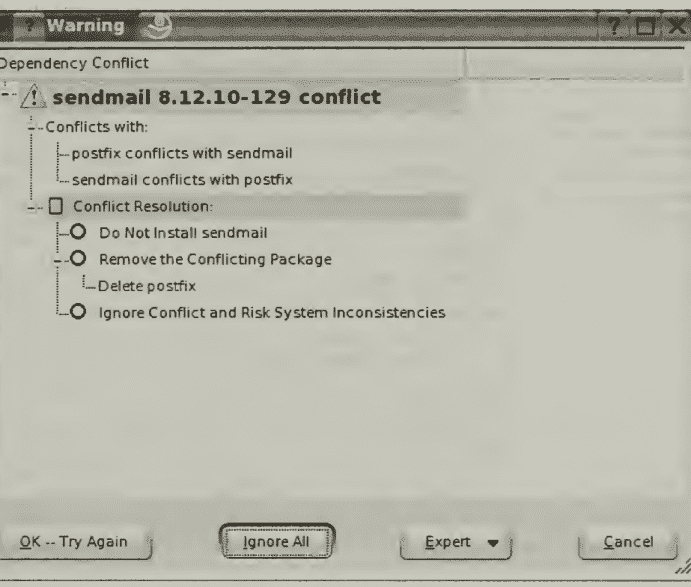 ? Warning ?
Dependency Conflict
sendmail 8.12.10-129 conflict
Conflicts with:
postfix conflicts with sendmail
sendmail conflicts with postfix
Conflict Resolution:
Do Not Install sendmail
Remove the Conflicting Package
Delete postfix
Ignore Conflict and Risk System Inconsistencies
OK -- Try Again Ignore All Expert Cancel